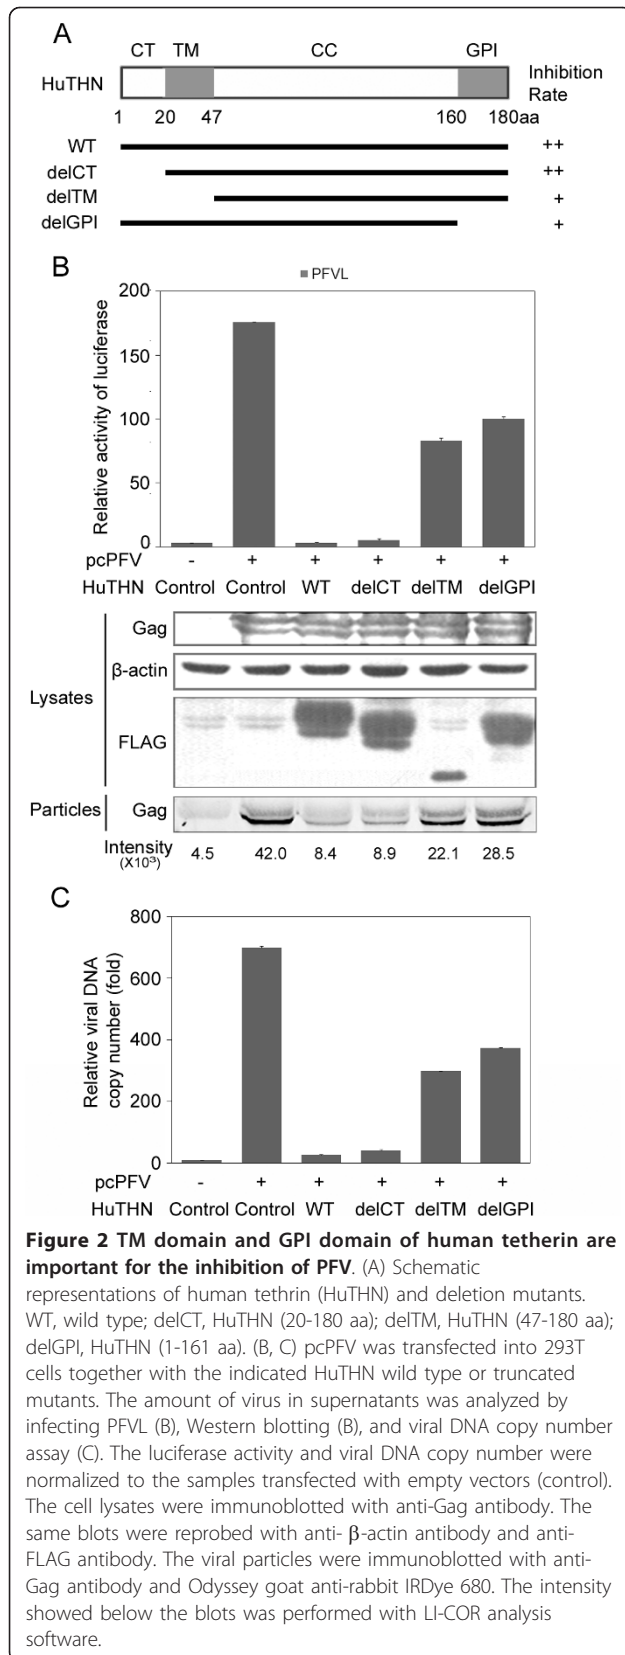 A
CT TM CC GPI
HuTHN
Inhibition
Rate
1 20 47 160 180aa
WT ++
delCT ++
delTM +
delGPI +
B
PFVL
Relative activity of luciferase
200
150
100
50
0
pcPFV - + + + + +
HuTHN Control Control WT delCT delTM delGPI
Lysates
Gag
β-actin
FLAG
Particles Gag
Intensity 4.5 42.0 8.4 8.9 22.1 28.5
(X10³)
C
Relative viral DNA
copy number (fold)
800
600
400
200
0
pcPFV - + + + + +
HuTHN Control Control WT delCT delTM delGPI
Figure 2 TM domain and GPI domain of human tetherin are
important for the inhibition of PFV. (A) Schematic
representations of human tethrin (HuTHN) and deletion mutants.
WT, wild type; delCT, HuTHN (20-180 aa); delTM, HuTHN (47-180 aa);
delGPI, HuTHN (1-161 aa). (B, C) pcPFV was transfected into 293T
cells together with the indicated HuTHN wild type or truncated
mutants. The amount of virus in supernatants was analyzed by
infecting PFVL (B), Western blotting (B), and viral DNA copy number
assay (C). The luciferase activity and viral DNA copy number were
normalized to the samples transfected with empty vectors (control).
The cell lysates were immunoblotted with anti-Gag antibody. The
same blots were reprobed with anti- β-actin antibody and anti-
FLAG antibody. The viral particles were immunoblotted with anti-
Gag antibody and Odyssey goat anti-rabbit IRDye 680. The intensity
showed below the blots was performed with LI-COR analysis
software.